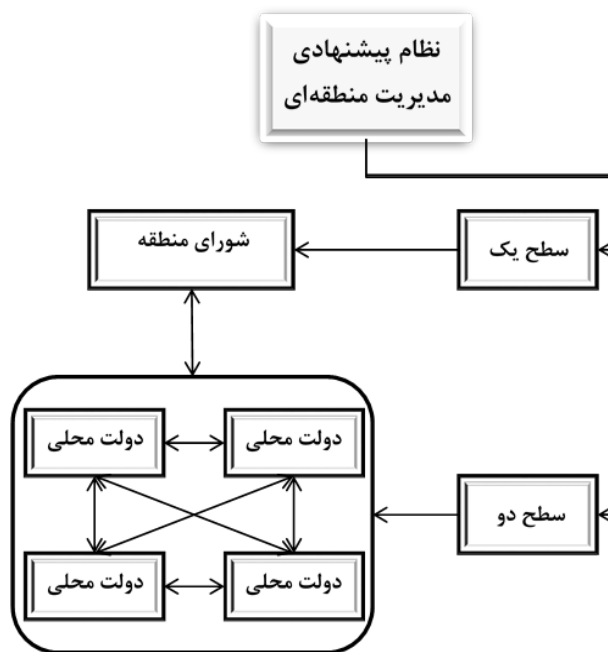 نظام پیشنهادی
مدیریت منطقه‌ای
سطح یک
شورای منطقه
دولت محلی
دولت محلی
سطح دو
دولت محلی
دولت محلی